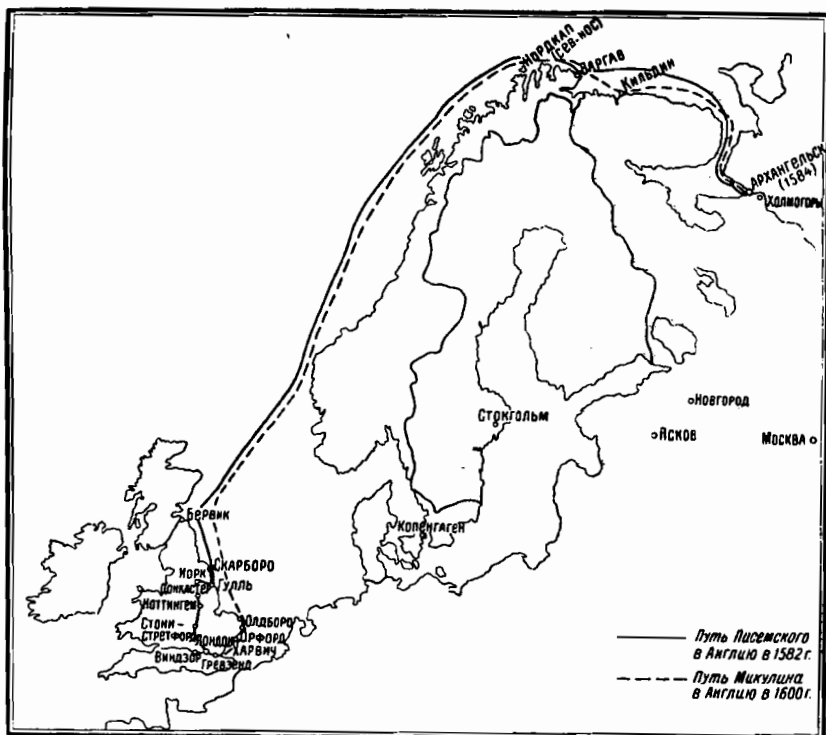 НОРДКАП
(СЕВ-НОС)
ВАРГАВ
КИЛЬДИН
АРХАНГЕЛЬСК
(1584)
ХОЛМОГОРЫ
СТОКГОЛЬМ
НОВГОРОД
ПСКОВ
МОСКВА
БЕРВИК
КОПЕНГАГЕН
СКАРБОРО
ЙОРК
ГУЛЛЬ
ДОНКАСТЕР
НОТТИНГЕМ
ОЛДБОРО
СТОНИ-
СТРЕТФОРД
ЛОНДОН
ОРФОРД
ХАРВИЧ
ВИНДЗОР
ГРЕВЗЕНД
Путь Писемского
в Англию в 1582 г.
Путь Микулина
в Англию в 1600 г.